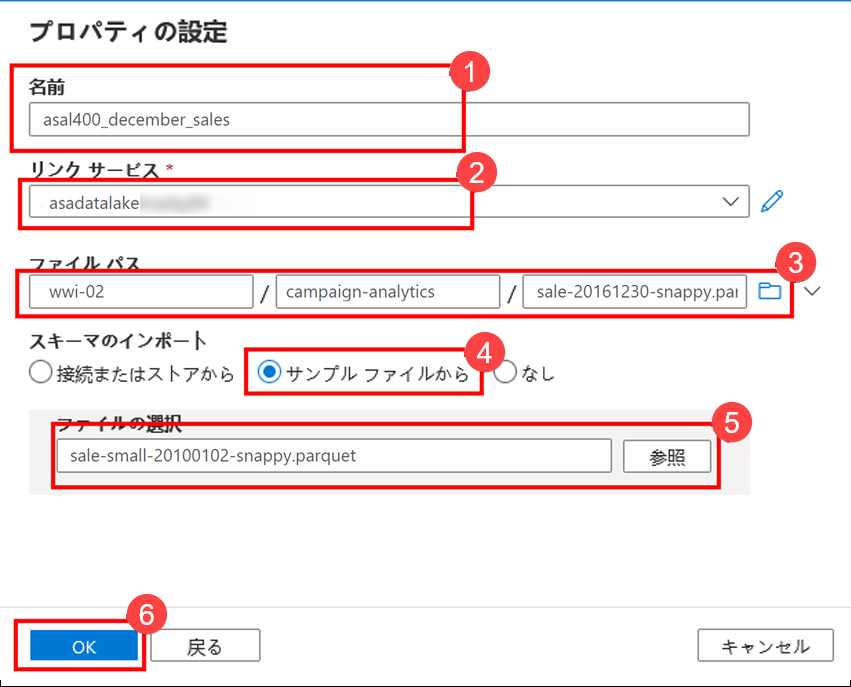 プロパティの設定
1
名前
asal400_december_sales
リンク サービス *
2
asadatalake
ファイル パス
3
wwi-02 / campaign-analytics / sale-20161230-snappy.par
スキーマのインポート
4
接続またはストアから サンプル ファイルから なし
ファイルの選択
5
sale-small-20100102-snappy.parquet 参照
6
OK 戻る キャンセル